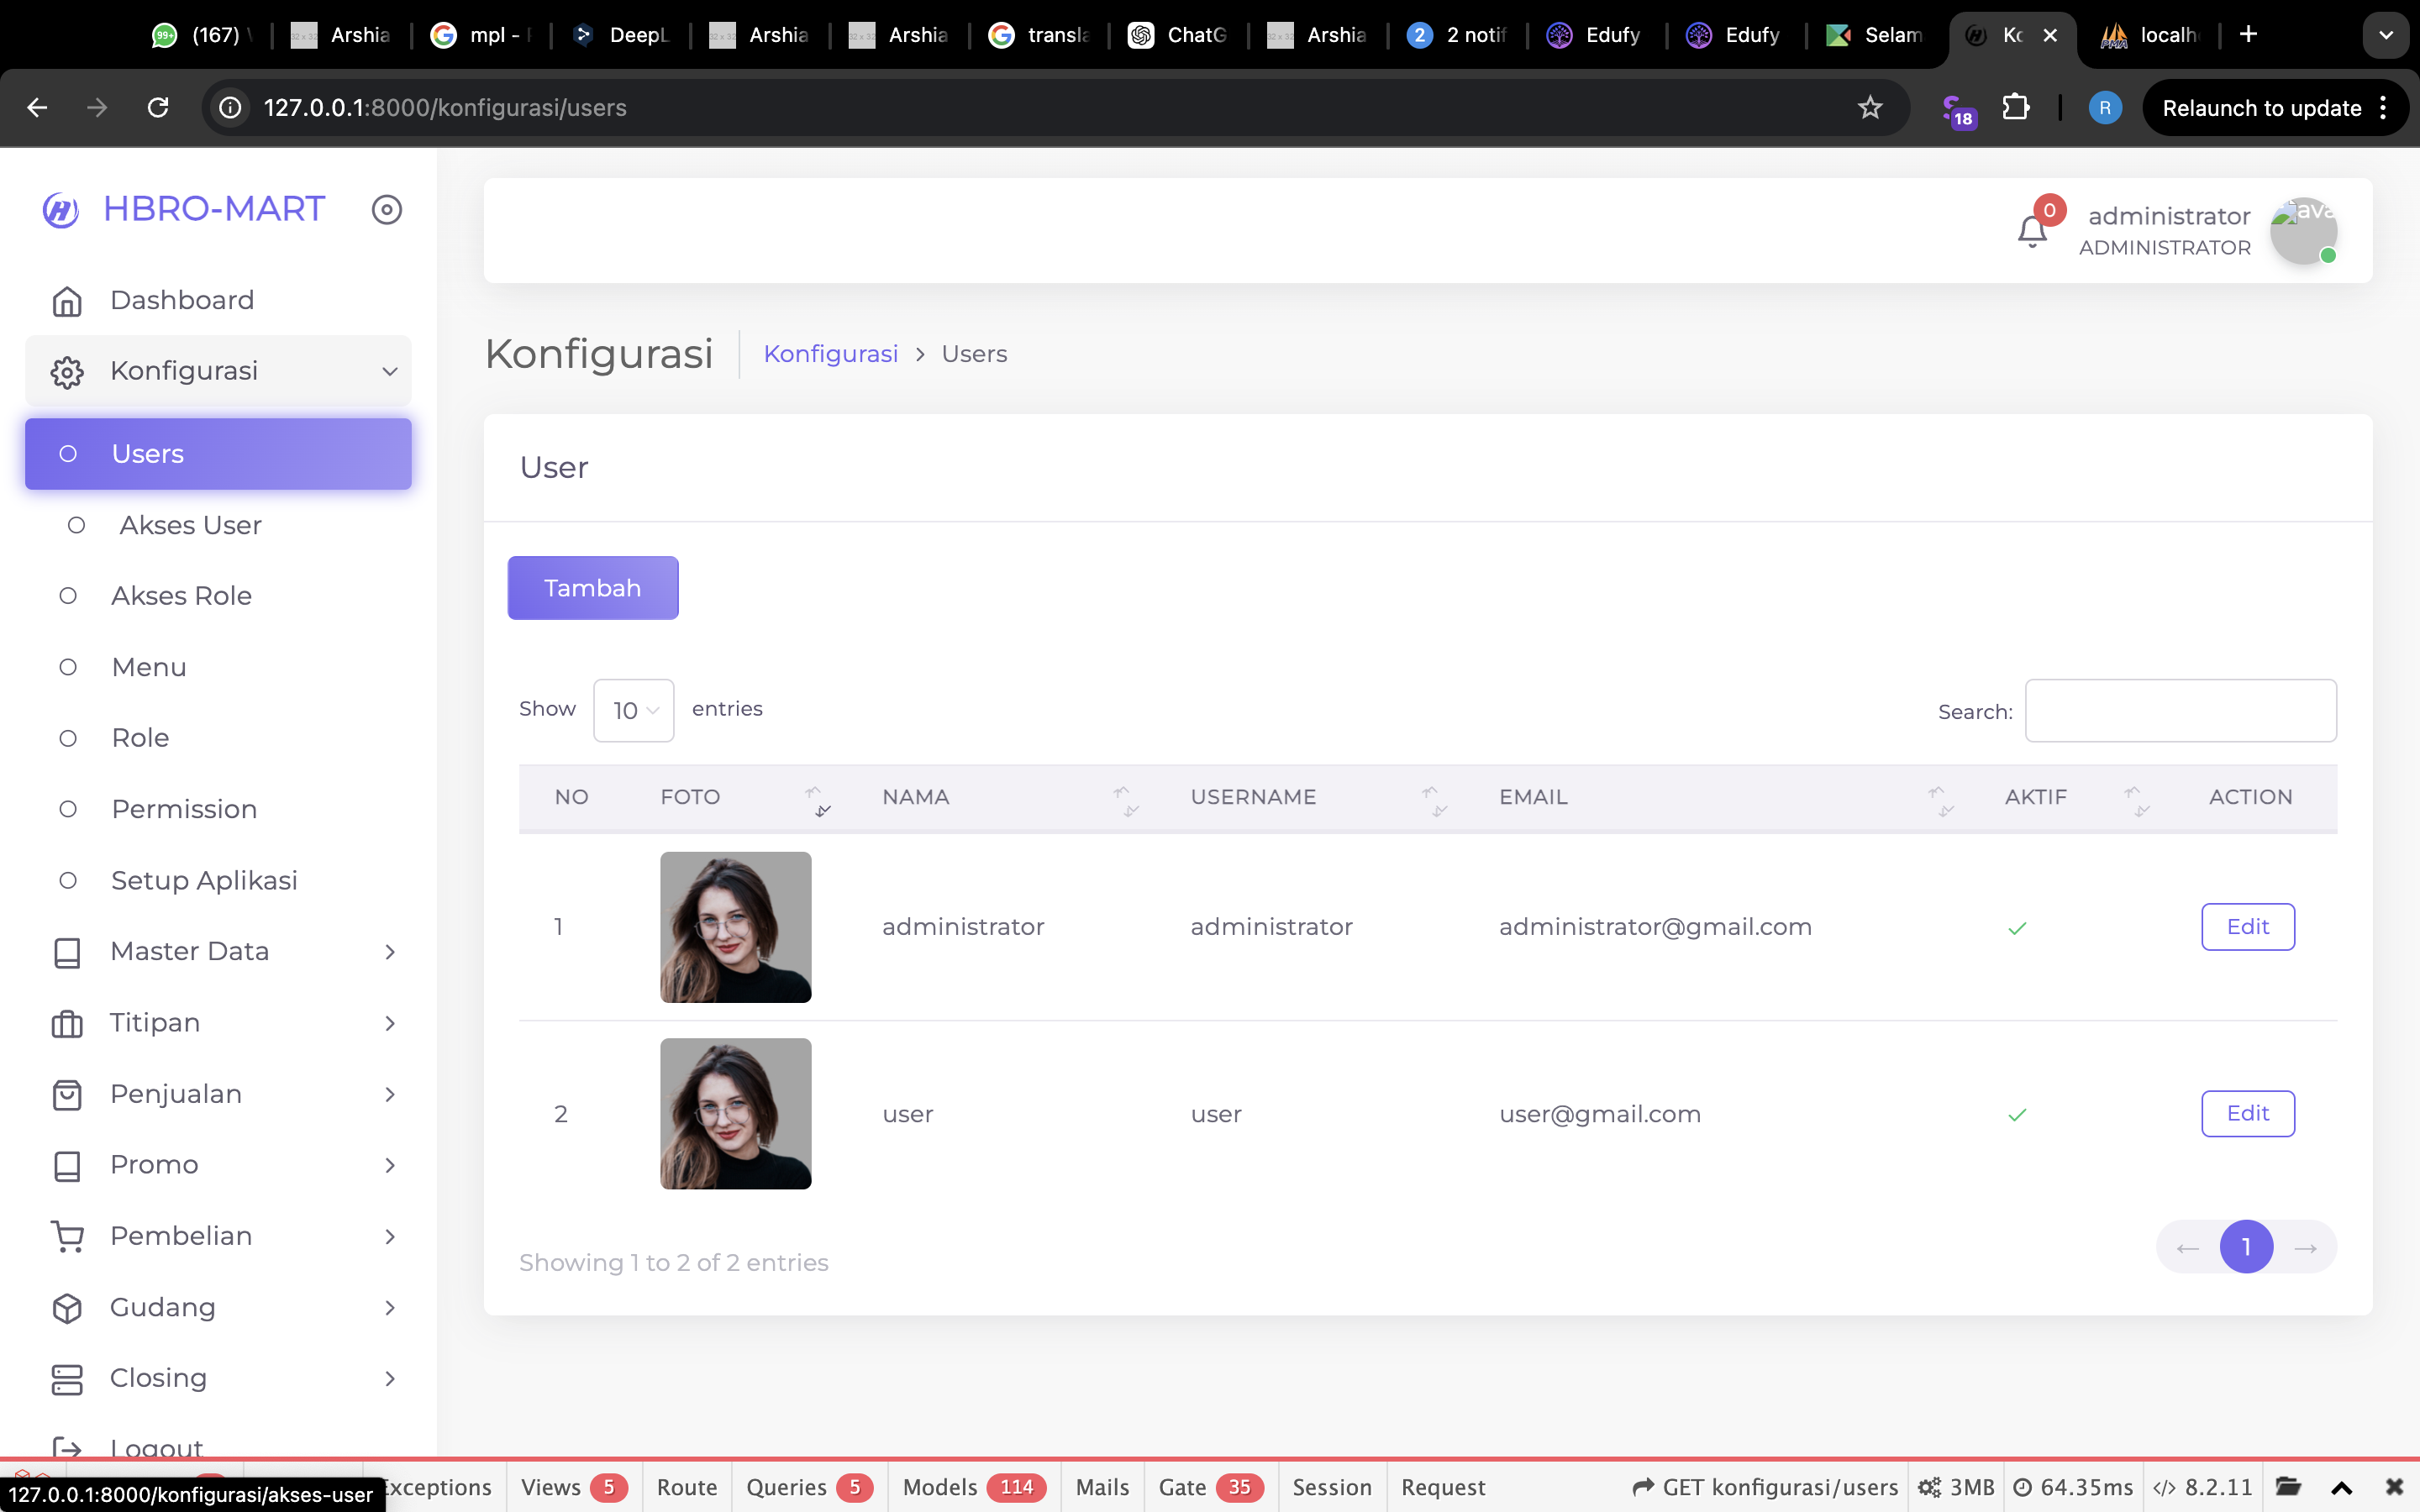 (167)
Arshia
mpl -
DeepL
Arshia
Arshia
transla
ChatG
Arshia
2 notif
Edufy
Edufy
Selam
Ko
localh
127.0.0.1:8000/konfigurasi/users
18
R
Relaunch to update
HBRO-MART
0
administrator
ADMINISTRATOR
Dashboard
Konfigurasi
Users
Akses User
Akses Role
Menu
Role
Permission
Setup Aplikasi
Master Data
Titipan
Penjualan
Promo
Pembelian
Gudang
Closing
Logout
Konfigurasi
Konfigurasi > Users
User
Tambah
Show 10 entries
Search:
NO FOTO NAMA USERNAME EMAIL AKTIF ACTION
1 administrator administrator administrator@gmail.com Edit
2 user user user@gmail.com Edit
Showing 1 to 2 of 2 entries
← 1 →
127.0.0.1:8000/konfigurasi/akses-user
Exceptions Views 5 Route Queries 5 Models 114 Mails Gate 35 Session Request GET konfigurasi/users 3MB 64.35ms 8.2.11